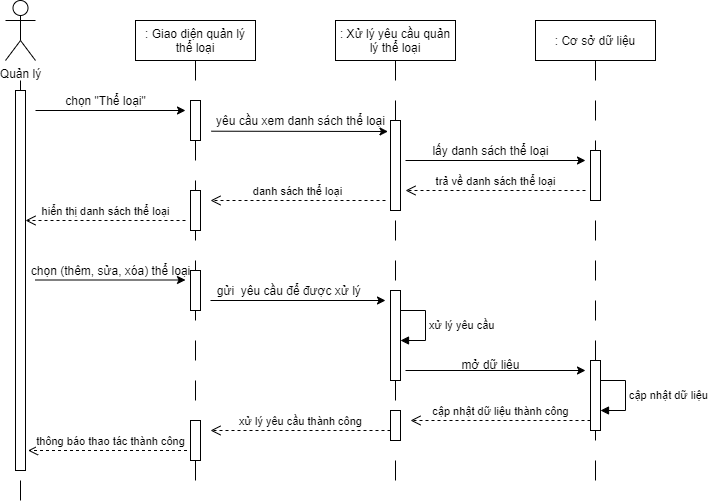 : Giao diện quản lý
thể loại
: Xử lý yêu cầu quản
lý thể loại
: Cơ sở dữ liệu
Quản lý
chọn "Thể loại"
yêu cầu xem danh sách thể loại
lấy danh sách thể loại
trả về danh sách thể loại
danh sách thể loại
hiển thị danh sách thể loại
chọn (thêm, sửa, xóa) thể loại
gửi yêu cầu để được xử lý
xử lý yêu cầu
mở dữ liêu
cập nhật dữ liệu
cập nhật dữ liêu thành công
xử lý yêu cầu thành công
thông báo thao tác thành công